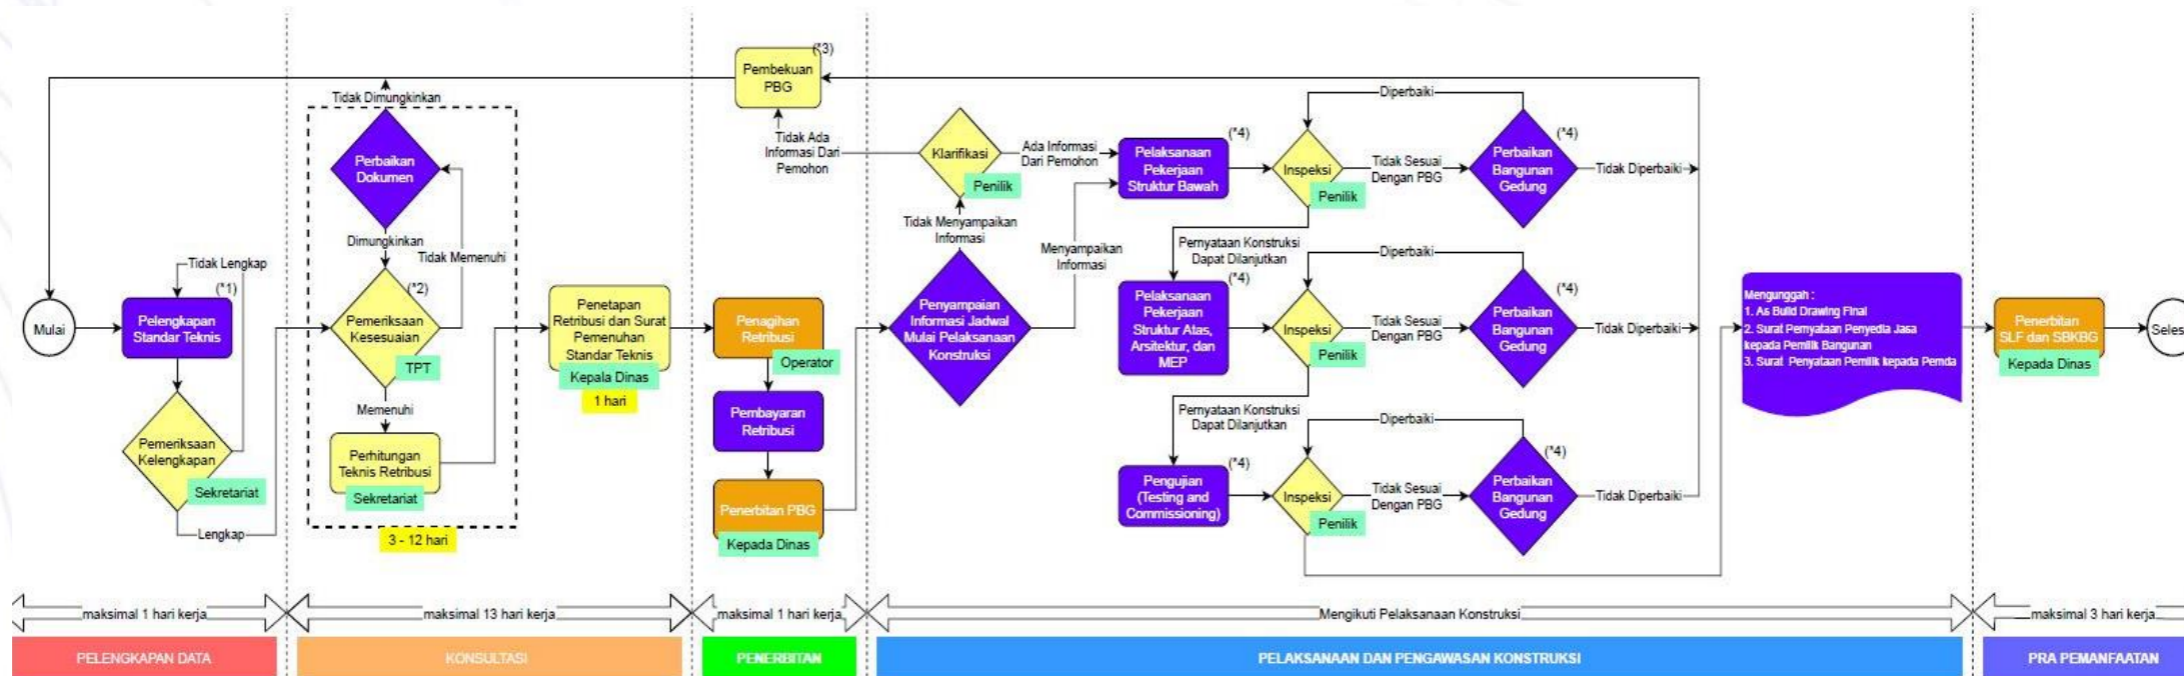 Mulai
Tidak Lengkap
(*1)
Pelengkapan
Standar Teknis
Pemeriksaan
Kelengkapan
Sekretariat
Lengkap
Tidak Dimungkinkan
Perbaikan
Dokumen
Dimungkinkan
Tidak Memenuhi
(*2)
Pemeriksaan
Kesesuaian
TPT
Memenuhi
Perhitungan
Teknis Retribusi
Sekretariat
3 - 12 hari
Penetapan
Retribusi dan Surat
Pemenuhan
Standar Teknis
Kepala Dinas
1 hari
(*3)
Pembekuan
PBG
Penagihan
Retribusi
Operator
Pembayaran
Retribusi
Penerbitan PBG
Kepada Dinas
Tidak Ada
Informasi Dari
Pemohon
Klarifikasi
Penilik
Ada Informasi
Dari Pemohon
Tidak Menyampaikan
Informasi
Menyampaikan
Informasi
Penyampaian
Informasi Jadwal
Mulai Pelaksanaan
Konstruksi
(*4)
Pelaksanaan
Pekerjaan
Struktur Bawah
Inspeksi
Penilik
Diperbaiki
Tidak Sesuai
Dengan PBG
(*4)
Perbaikan
Bangunan
Gedung
Tidak Diperbaiki
Pernyataan Konstruksi
Dapat Dilanjutkan
(*4)
Pelaksanaan
Pekerjaan
Struktur Atas,
Arsitektur, dan
MEP
Inspeksi
Penilik
Diperbaiki
Tidak Sesuai
Dengan PBG
(*4)
Perbaikan
Bangunan
Gedung
Tidak Diperbaiki
Pernyataan Konstruksi
Dapat Dilanjutkan
(*4)
Pengujian
(Testing and
Commissioning)
Inspeksi
Penilik
Diperbaiki
Tidak Sesuai
Dengan PBG
(*4)
Perbaikan
Bangunan
Gedung
Tidak Diperbaiki
Mengunggah :
1. As Build Drawing Final
2. Surat Pernyataan Penyedia Jasa
kepada Pemilik Bangunan
3. Surat Penyataan Pemilik kepada Pemda
Penerbitan
SLF dan SBKBG
Kepada Dinas
Seles
maksimal 1 hari kerja
maksimal 13 hari kerja
maksimal 1 hari kerja
Mengikuti Pelaksanaan Konstruksi
maksimal 3 hari kerja
PELENGKAPAN DATA
KONSULTASI
PENERBITAN
PELAKSANAAN DAN PENGAWASAN KONSTRUKSI
PRA PEMANFAATAN